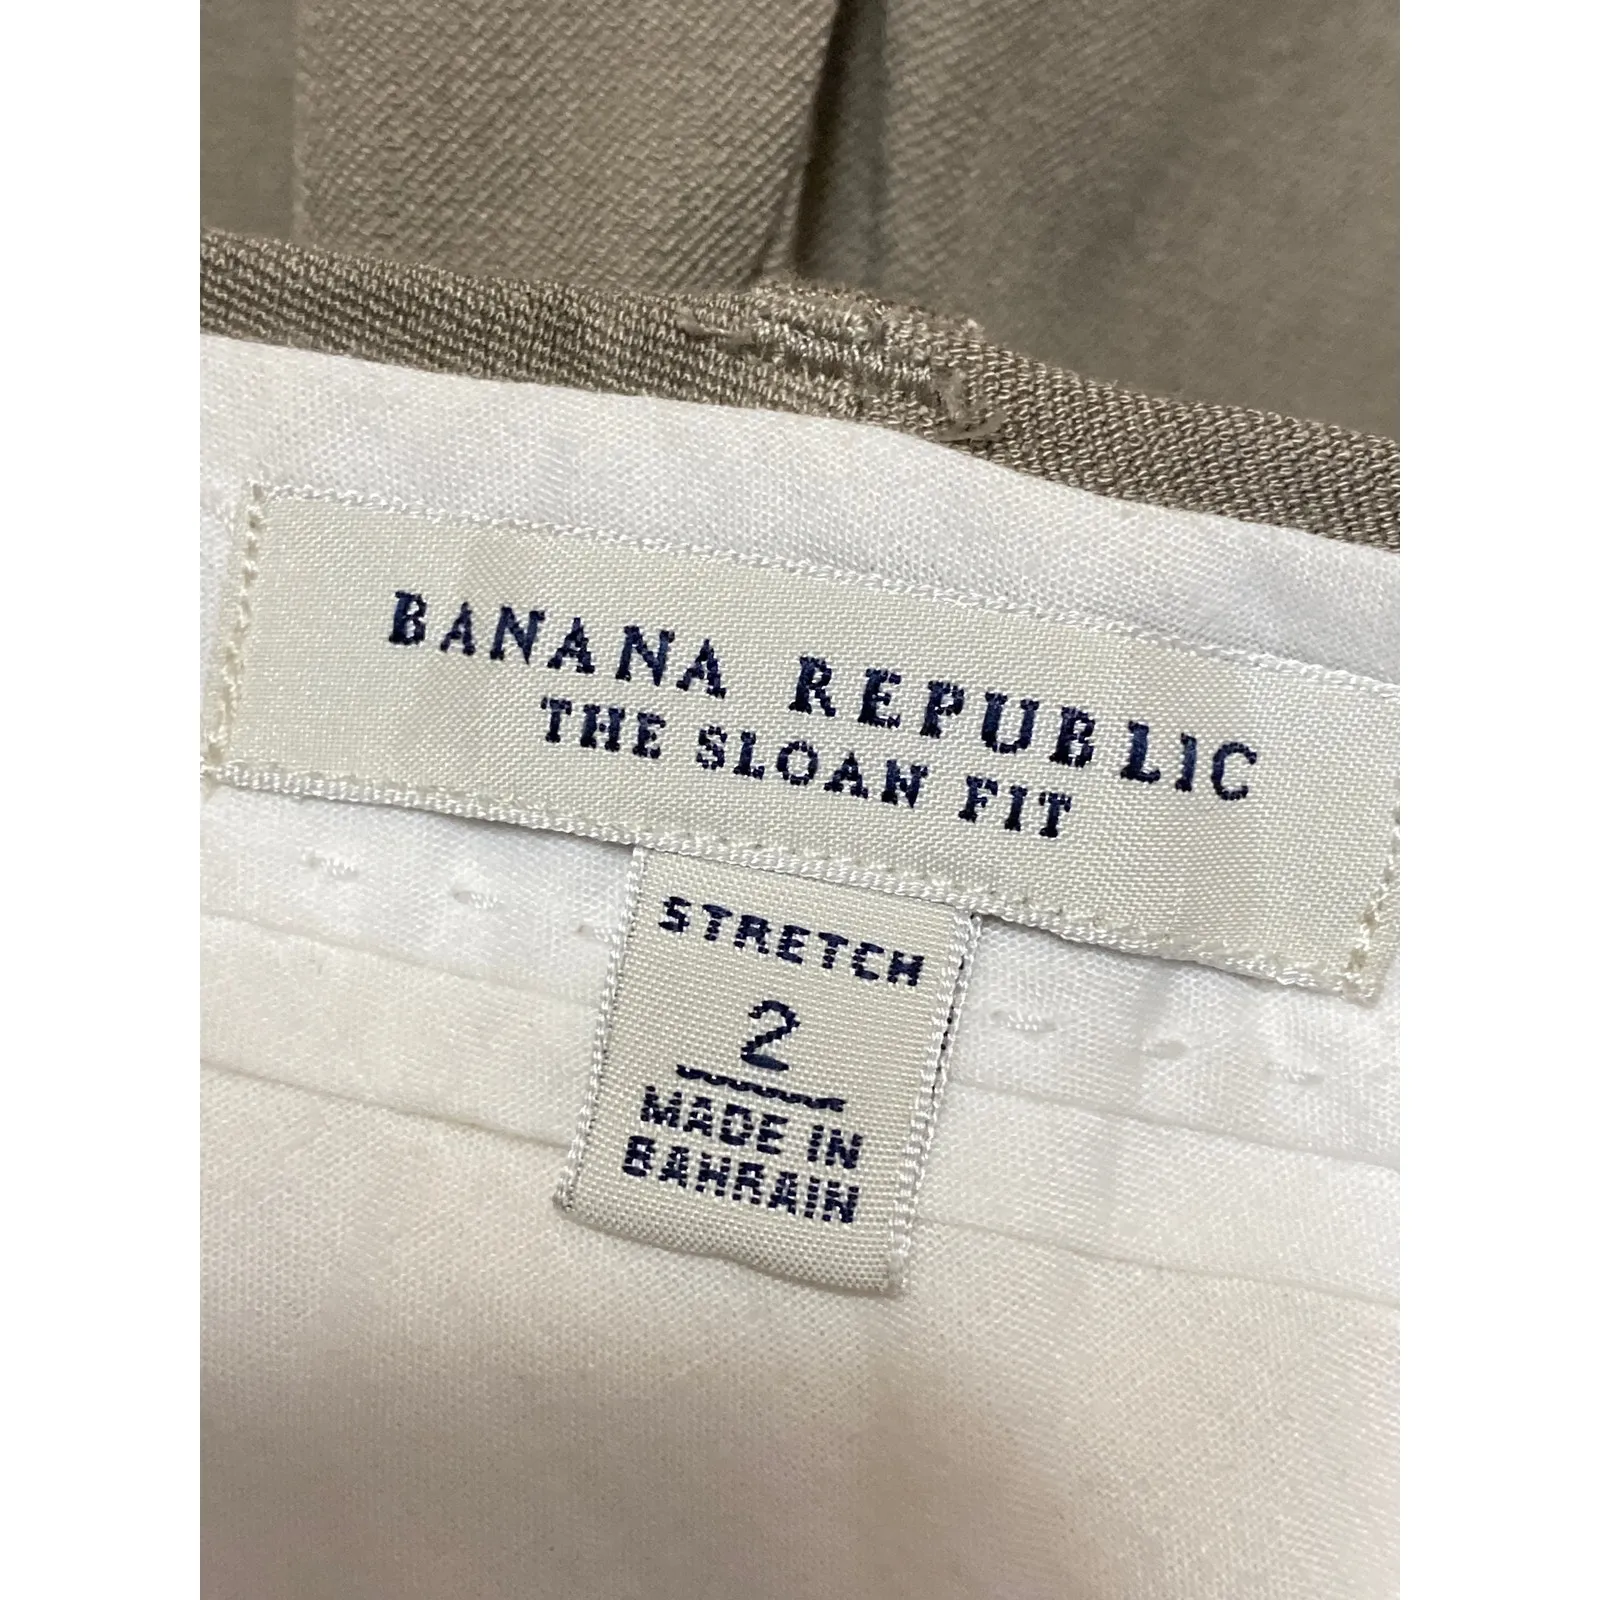 BANANA REPUBLIC
THE SLOAN FIT
STRETCH
2
MADE IN
BAHRAIN